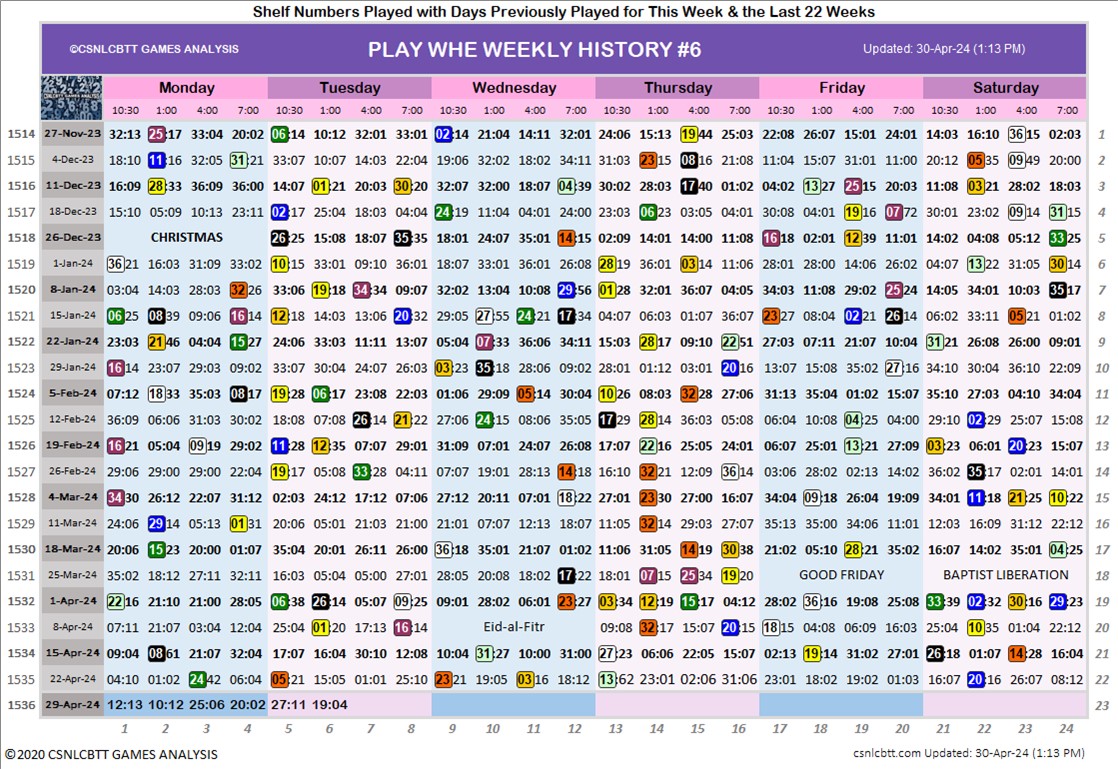 Shelf Numbers Played with Days Previously Played for This Week & the Last 22 Weeks
©CSNLCBTT GAMES ANALYSIS PLAY WHE WEEKLY HISTORY #6 Updated: 30-Apr-24 (1:13 PM)
Monday Tuesday Wednesday Thursday Friday Saturday
10:30 1:00 4:00 7:00 10:30 1:00 4:00 7:00 10:30 1:00 4:00 7:00 10:30 1:00 4:00 7:00 10:30 1:00 4:00 7:00 10:30 1:00 4:00 7:00
1514 27-Nov-23 32:13 25:17 33:04 20:02 06:14 10:12 32:01 33:01 02:14 21:04 14:11 32:01 24:06 15:13 19:44 25:03 22:08 26:07 15:01 24:01 14:03 16:10 36:15 02:03 1
1515 4-Dec-23 18:10 11:16 32:05 31:21 33:07 10:07 14:03 22:04 19:06 32:02 18:02 34:11 31:03 23:15 08:16 21:08 11:04 15:07 31:01 11:00 20:12 05:35 09:49 20:00 2
1516 11-Dec-23 16:09 28:33 36:09 36:00 14:07 01:21 20:03 30:20 32:07 32:00 18:07 04:39 30:02 28:03 17:40 01:02 04:02 13:27 25:15 20:03 11:08 03:21 28:02 18:03 3
1517 18-Dec-23 15:10 05:09 10:13 23:11 02:17 25:04 18:03 04:04 24:19 11:04 04:01 24:00 23:03 06:23 03:05 04:01 30:08 04:01 19:16 07:72 30:01 23:02 09:14 31:15 4
1518 26-Dec-23 CHRISTMAS 26:25 15:08 18:07 35:35 18:01 24:07 35:01 14:15 02:09 14:01 14:00 11:08 16:18 02:01 12:39 11:01 14:02 04:08 05:12 33:25 5
1519 1-Jan-24 36:21 16:03 31:09 33:02 10:15 33:01 09:10 36:01 18:07 33:01 36:01 26:08 28:19 36:01 03:14 11:06 28:01 28:00 14:06 26:02 04:07 13:22 31:05 30:14 6
1520 8-Jan-24 03:04 14:03 28:03 32:26 33:06 19:18 34:34 09:07 32:02 13:04 10:08 29:56 01:28 32:01 36:07 04:05 34:03 11:08 29:02 25:24 14:05 34:01 10:03 35:17 7
1521 15-Jan-24 06:25 08:39 09:06 16:14 12:18 14:03 13:06 20:32 29:05 27:55 24:21 17:34 04:07 06:03 01:07 36:07 23:27 08:04 02:21 26:14 06:02 33:11 05:21 01:02 8
1522 22-Jan-24 23:03 21:46 04:04 15:27 24:06 33:03 11:11 13:07 05:04 07:33 36:06 34:11 15:03 28:17 09:10 22:51 27:03 07:11 21:07 10:04 31:21 26:08 26:00 09:01 9
1523 29-Jan-24 16:14 23:07 29:03 09:02 33:07 30:04 24:07 26:03 03:23 35:18 28:06 09:02 28:01 01:12 03:01 20:16 13:07 15:08 35:02 27:16 34:10 30:04 36:10 22:09 10
1524 5-Feb-24 07:12 18:33 35:03 08:17 19:28 06:17 23:08 22:03 01:06 29:09 05:14 30:04 10:26 08:03 32:28 27:06 31:13 35:04 01:02 15:07 35:10 27:03 04:10 34:04 11
1525 12-Feb-24 36:09 06:06 31:03 30:02 18:08 07:08 26:14 21:22 27:06 24:15 08:06 35:05 17:29 28:14 36:03 05:08 06:04 10:08 04:25 04:00 29:10 02:29 25:07 15:08 12
1526 19-Feb-24 16:21 05:04 09:19 29:02 11:28 12:35 07:07 29:01 31:09 07:01 24:07 26:08 17:07 22:16 25:05 24:01 06:07 25:01 13:21 27:09 03:23 06:01 20:23 15:07 13
1527 26-Feb-24 29:06 29:00 29:00 22:04 19:17 05:08 33:28 04:11 07:07 19:01 28:13 14:18 16:10 32:21 12:09 36:14 03:06 28:02 02:13 14:02 36:02 35:17 02:01 14:01 14
1528 4-Mar-24 34:30 26:12 22:07 31:12 02:03 24:12 17:12 07:06 27:12 20:11 07:01 18:22 27:01 23:30 27:00 16:07 34:04 09:18 26:04 19:09 34:01 11:18 21:25 10:22 15
1529 11-Mar-24 24:06 29:14 05:13 01:31 20:06 05:01 21:03 21:00 21:01 07:07 12:13 18:07 11:05 32:14 29:03 27:07 35:13 35:00 34:06 11:01 12:03 16:09 31:12 22:12 16
1530 18-Mar-24 20:06 15:23 20:00 01:07 35:04 20:01 26:11 26:00 36:18 35:01 21:07 01:02 11:06 31:05 14:19 30:38 21:02 05:10 28:21 35:02 16:07 14:02 35:01 04:25 17
1531 25-Mar-24 35:02 18:12 27:11 32:11 16:03 05:04 05:00 27:01 28:05 20:08 18:02 17:22 18:01 07:15 25:34 19:20 GOOD FRIDAY BAPTIST LIBERATION 18
1532 1-Apr-24 22:16 21:10 21:00 28:05 06:38 26:14 05:07 09:25 09:01 28:02 06:01 23:27 03:34 12:19 15:17 04:12 28:02 36:16 19:08 25:08 33:39 02:32 30:16 29:23 19
1533 8-Apr-24 07:11 21:07 03:04 12:04 25:04 01:20 17:13 16:14 Eid-al-Fitr 09:08 32:17 15:07 20:15 18:15 04:08 06:09 16:03 25:04 10:35 01:04 22:12 20
1534 15-Apr-24 09:04 08:61 21:07 32:04 17:07 16:04 30:10 12:08 10:04 31:27 10:00 31:00 27:23 06:06 22:05 15:07 02:13 19:14 31:02 27:01 26:18 01:07 14:28 16:04 21
1535 22-Apr-24 04:10 01:02 24:42 06:04 05:21 15:05 01:01 25:10 23:21 19:05 03:16 18:12 13:62 23:01 02:06 31:06 23:01 18:02 19:02 01:03 16:07 20:16 26:07 08:12 22
1536 29-Apr-24 12:13 10:12 25:06 20:02 27:11 19:04 23
1 2 3 4 5 6 7 8 9 10 11 12 13 14 15 16 17 18 19 20 21 22 23 24
©2020 CSNLCBTT GAMES ANALYSIS csnlcbtt.com Updated: 30-Apr-24 (1:13 PM)